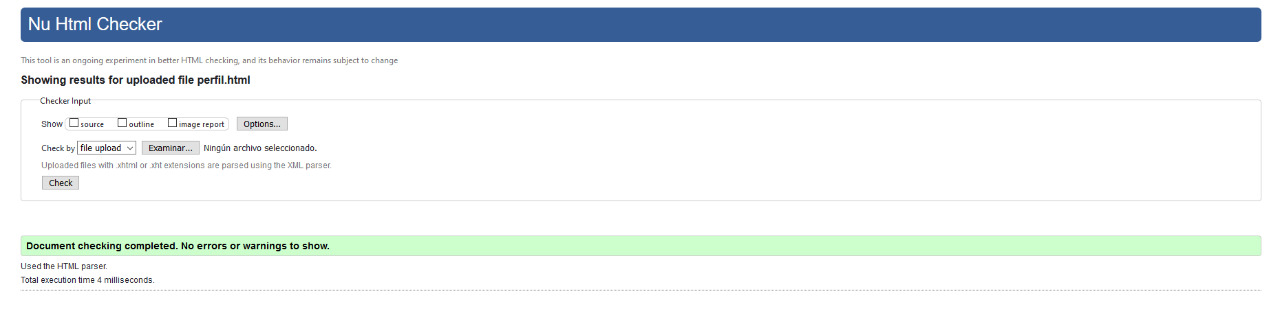 Nu Html Checker
This tool is an ongoing experiment in better HTML checking, and its behavior remains subject to change
Showing results for uploaded file perfil.html
Checker Input
Show source outline image report Options...
Check by file upload Examinar... Ningún archivo seleccionado.
Uploaded files with .xhtml or .xht extensions are parsed using the XML parser.
Check
Document checking completed. No errors or warnings to show.
Used the HTML parser.
Total execution time 4 milliseconds.